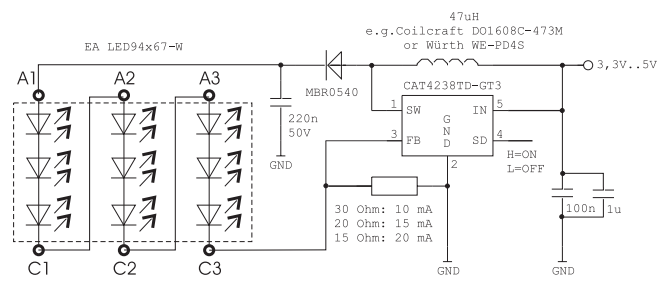 47uH
e.g.Coilcraft DO1608C-473M
or Würth WE-PD4S
EA LED94x67-W
3,3V..5V
A1
A2
A3
MBR0540
CAT4238TD-GT3
220n
50V
GND
1
SW
IN
5
GND
3
FB
SD
4
2
H=ON
L=OFF
30 Ohm: 10 mA
20 Ohm: 15 mA
15 Ohm: 20 mA
100n
1u
C1
C2
C3
GND
GND